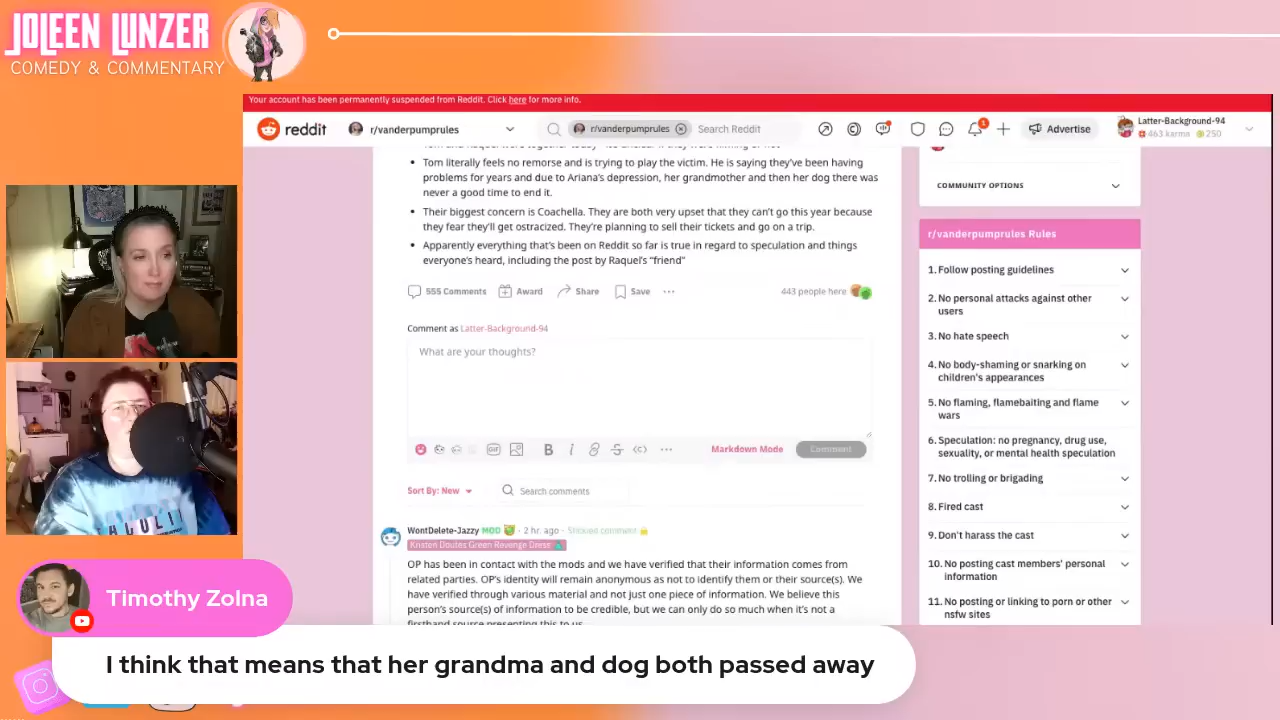 JOLEEN LUNZER
COMEDY & COMMENTARY
Your account has been permanently suspended from Reddit. Click here for more info.
reddit
r/vanderpumprules
r/vanderpumprules
Search Reddit
1
Advertise
Latter-Background-94
463 karma
250
Tom literally feels no remorse and is trying to play the victim. He is saying they've been having
problems for years and due to Ariana's depression, her grandmother and then her dog there was
never a good time to end it.
Their biggest concern is Coachella. They are both very upset that they can't go this year because
they fear they'll get ostracized. They're planning to sell their tickets and go on a trip.
Apparently everything that's been on Reddit so far is true in regard to speculation and things
everyone's heard, including the post by Raquel's "friend"
555 Comments
Award
Share
Save
443 people here
Comment as Latter-Background-94
What are your thoughts?
GIF
B
i
Markdown Mode
Comment
Sort By: New
Search comments
WontDelete-Jazzy MOD · 2 hr. ago ·
Kristen Doutes Green Revenge Dress
OP has been in contact with the mods and we have verified that their information comes from
related parties. OP's identity will remain anonymous as not to identify them or their source(s). We
have verified through various material and not just one piece of information. We believe this
person's source(s) of information to be credible, but we can only do so much when it's not a
firsthand source presenting this to us.
COMMUNITY OPTIONS
r/vanderpumprules Rules
1. Follow posting guidelines
2. No personal attacks against other
users
3. No hate speech
4. No body-shaming or snarking on
children's appearances
5. No flaming, flamebaiting and flame
wars
6. Speculation: no pregnancy, drug use,
sexuality, or mental health speculation
7. No trolling or brigading
8. Fired cast
9. Don't harass the cast
10. No posting cast members' personal
information
11. No posting or linking to porn or other
nsfw sites
Timothy Zolna
I think that means that her grandma and dog both passed away